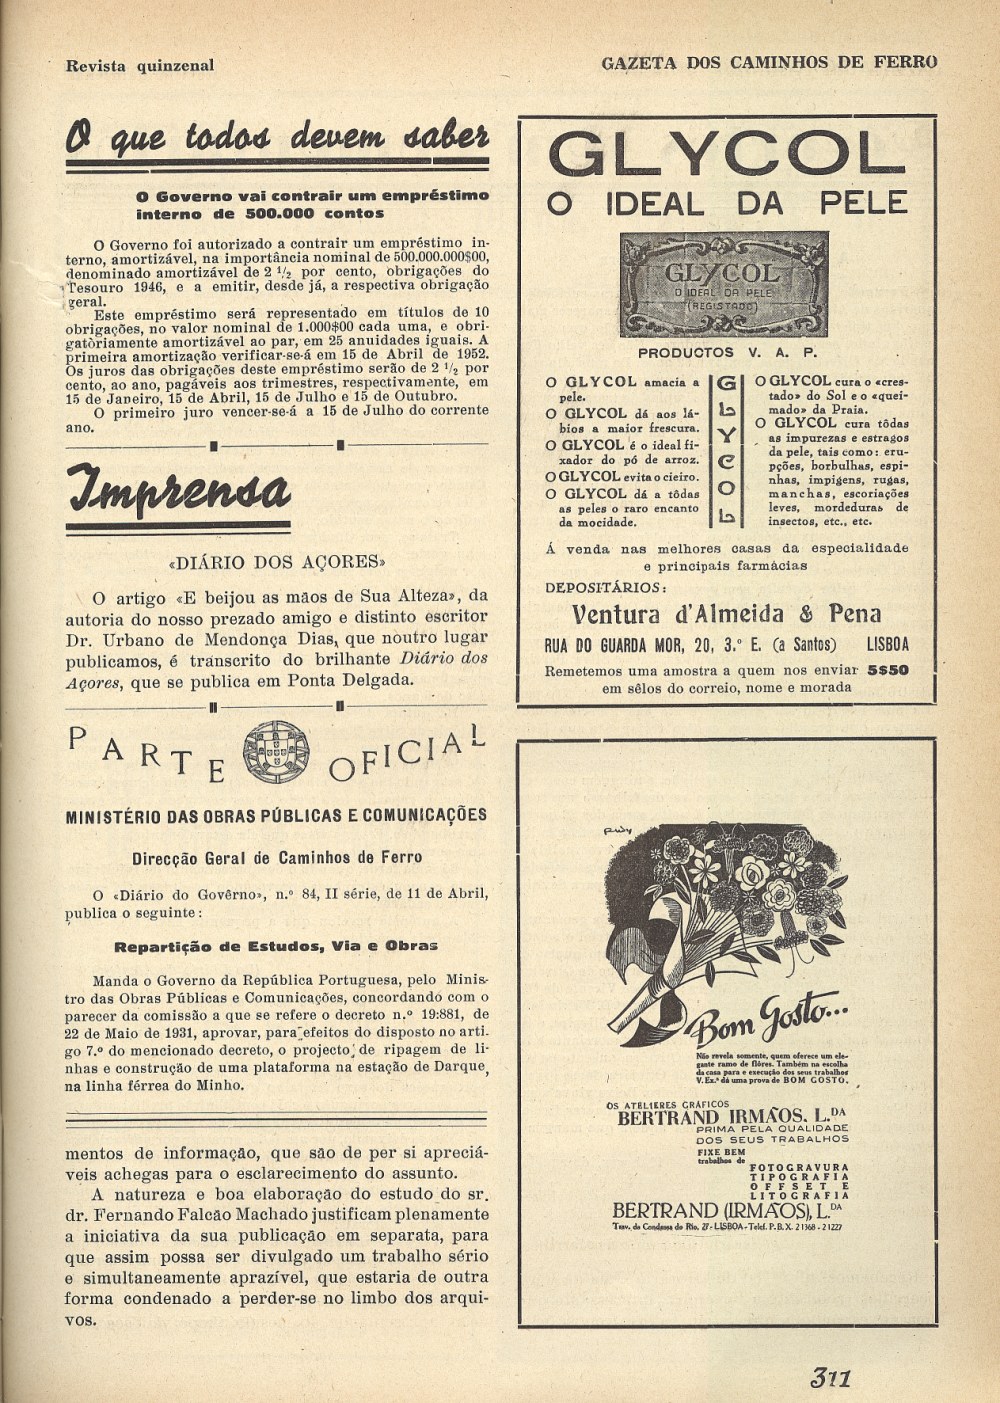 Revista quinzenal
GAZETA DOS CAMINHOS DE FERRO
O que todos devem saber
O Governo vai contrair um empréstimo
interno de 500.000 contos
O Governo foi autorizado a contrair um empréstimo in-
terno, amortizável, na importância nominal de 500.000.000$00,
denominado amortizável de 2 1/2 por cento, obrigações do
Tesouro 1946, e a emitir, desde já, a respectiva obrigação
geral.
Este empréstimo será representado em títulos de 10
obrigações, no valor nominal de 1.000$00 cada uma, e obri-
gatòriamente amortizável ao par, em 25 anuidades iguais. A
primeira amortização verificar-se-á em 15 de Abril de 1952.
Os juros das obrigações deste empréstimo serão de 2 1/2 por
cento, ao ano, pagáveis aos trimestres, respectivamente, em
15 de Janeiro, 15 de Abril, 15 de Julho e 15 de Outubro.
O primeiro juro vencer-se-á a 15 de Julho do corrente
ano.
Imprensa
«DIÁRIO DOS AÇORES»
O artigo «E beijou as mãos de Sua Alteza», da
autoria do nosso prezado amigo e distinto escritor
Dr. Urbano de Mendonça Dias, que noutro lugar
publicamos, é transcrito do brilhante Diário dos
Açores, que se publica em Ponta Delgada.
PARTE OFICIAL
MINISTÉRIO DAS OBRAS PÚBLICAS E COMUNICAÇÕES
Direcção Geral de Caminhos de Ferro
O «Diário do Govêrno», n.º 84, II série, de 11 de Abril,
publica o seguinte:
Repartição de Estudos, Via e Obras
Manda o Governo da República Portuguesa, pelo Minis-
tro das Obras Públicas e Comunicações, concordando com o
parecer da comissão a que se refere o decreto n.º 19:881, de
22 de Maio de 1931, aprovar, para efeitos do disposto no arti-
go 7.º do mencionado decreto, o projecto de ripagem de li-
nhas e construção de uma plataforma na estação de Darque,
na linha férrea do Minho.
mentos de informação, que são de per si apreciá-
veis achegas para o esclarecimento do assunto.
A natureza e boa elaboração do estudo do sr.
dr. Fernando Falcão Machado justificam plenamente
a iniciativa da sua publicação em separata, para
que assim possa ser divulgado um trabalho sério
e simultaneamente aprazível, que estaria de outra
forma condenado a perder-se no limbo dos arqui-
vos.
GLYCOL
O IDEAL DA PELE
GLYCOL
O IDEAL DA PELE
(REGISTADO)
PRODUCTOS V. A. P.
O GLYCOL amacia a
pele.
O GLYCOL dá aos lá-
bios a maior frescura.
O GLYCOL é o ideal fi-
xador do pó de arroz.
O GLYCOL evita o cieiro.
O GLYCOL dá a tôdas
as peles o raro encanto
da mocidade.
GLYCOL
O GLYCOL cura o «cres-
tado» do Sol e o «quei-
mado» da Praia.
O GLYCOL cura tôdas
as impurezas e estragos
da pele, tais como: eru-
pções, borbulhas, espi-
nhas, impigens, rugas,
manchas, escoriações
leves, mordeduras de
insectos, etc., etc.
Á venda nas melhores casas da especialidade
e principais farmácias
DEPOSITÁRIOS:
Ventura d'Almeida & Pena
RUA DO GUARDA MOR, 20, 3.º E. (a Santos) LISBOA
Remetemos uma amostra a quem nos enviar 5$50
em sêlos do correio, nome e morada
Rudy
Bom Gosto...
Não revela somente, quem oferece um ele-
gante ramo de flôres. Também na escolha
da casa para e execução dos seus trabalhos
V. Ex.ª dá uma prova de BOM GOSTO.
OS ATELIERES GRÁFICOS
BERTRAND IRMÃOS, L.DA
PRIMA PELA QUALIDADE
DOS SEUS TRABALHOS
FIXE BEM
trabalhos de
FOTOGRAVURA
TIPOGRAFIA
OFFSET E
LITOGRAFIA
BERTRAND (IRMÃOS), L.DA
Trav. da Condessa do Rio, 27 - LISBOA - Telef. P. B. X. 2 1368 - 2 1227
311